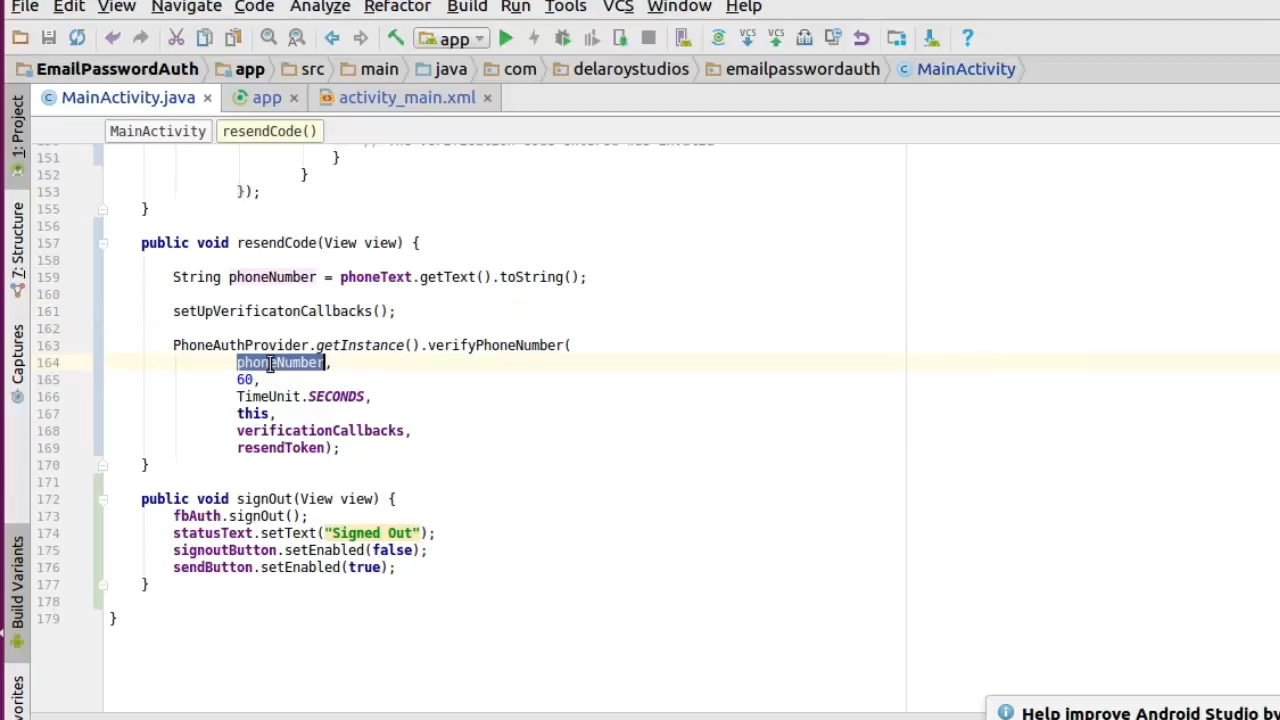 File Edit View Navigate Code Analyze Refactor Build Run Tools VCS Window Help
app VCS VCS ?
EmailPasswordAuth app src main java com delaroystudios emailpasswordauth MainActivity
MainActivity.java × app × activity_main.xml ×
MainActivity resendCode()
151 }
152 }
153 });
155 }
156
157 public void resendCode(View view) {
158
159 String phoneNumber = phoneText.getText().toString();
160
161 setUpVerificatonCallbacks();
162
163 PhoneAuthProvider.getInstance().verifyPhoneNumber(
164 phoneNumber,
165 60,
166 TimeUnit.SECONDS,
167 this,
168 verificationCallbacks,
169 resendToken);
170 }
171
172 public void signOut(View view) {
173 fbAuth.signOut();
174 statusText.setText("Signed Out");
175 signoutButton.setEnabled(false);
176 sendButton.setEnabled(true);
177 }
178
179 }
1: Project
7: Structure
Captures
Build Variants
Help improve Android Studio by